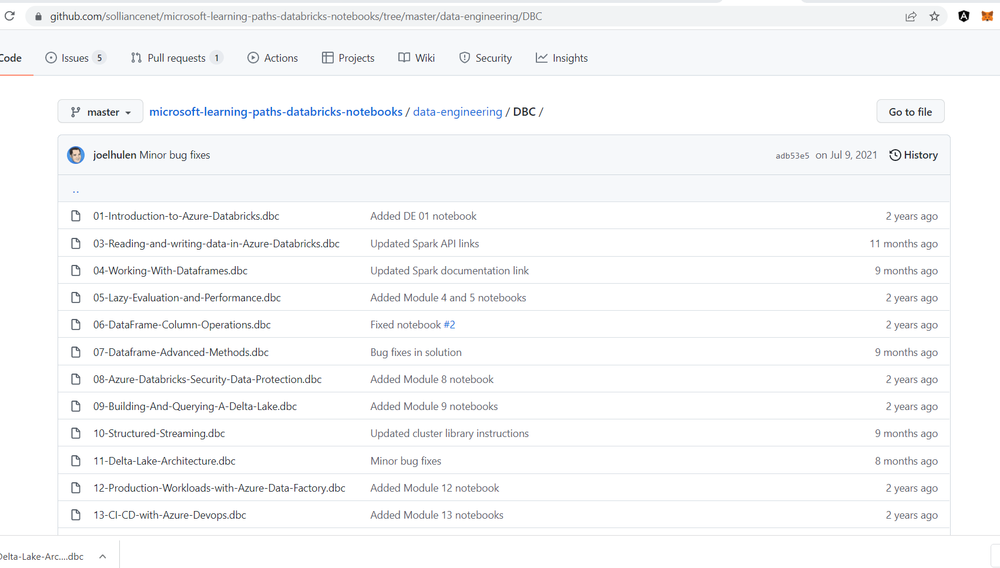 github.com/solliancenet/microsoft-learning-paths-databricks-notebooks/tree/master/data-engineering/DBC
Code Issues 5 Pull requests 1 Actions Projects Wiki Security Insights
master microsoft-learning-paths-databricks-notebooks / data-engineering / DBC / Go to file
joelhulen Minor bug fixes adb53e5 on Jul 9, 2021 History
..
01-Introduction-to-Azure-Databricks.dbc Added DE 01 notebook 2 years ago
03-Reading-and-writing-data-in-Azure-Databricks.dbc Updated Spark API links 11 months ago
04-Working-With-Dataframes.dbc Updated Spark documentation link 9 months ago
05-Lazy-Evaluation-and-Performance.dbc Added Module 4 and 5 notebooks 2 years ago
06-DataFrame-Column-Operations.dbc Fixed notebook #2 2 years ago
07-Dataframe-Advanced-Methods.dbc Bug fixes in solution 9 months ago
08-Azure-Databricks-Security-Data-Protection.dbc Added Module 8 notebook 2 years ago
09-Building-And-Querying-A-Delta-Lake.dbc Added Module 9 notebooks 2 years ago
10-Structured-Streaming.dbc Updated cluster library instructions 9 months ago
11-Delta-Lake-Architecture.dbc Minor bug fixes 8 months ago
12-Production-Workloads-with-Azure-Data-Factory.dbc Added Module 12 notebook 2 years ago
13-CI-CD-with-Azure-Devops.dbc Added Module 13 notebooks 2 years ago
Delta-Lake-Arc....dbc